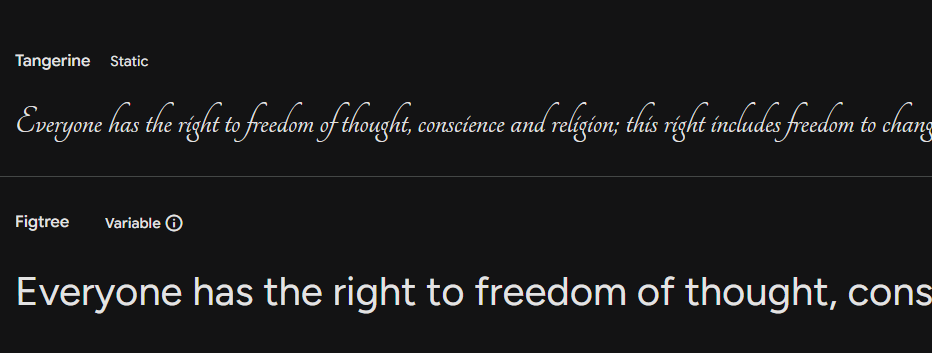 Tangerine Static
Everyone has the right to freedom of thought, conscience and religion; this right includes freedom to chang
Figtree Variable
Everyone has the right to freedom of thought, cons